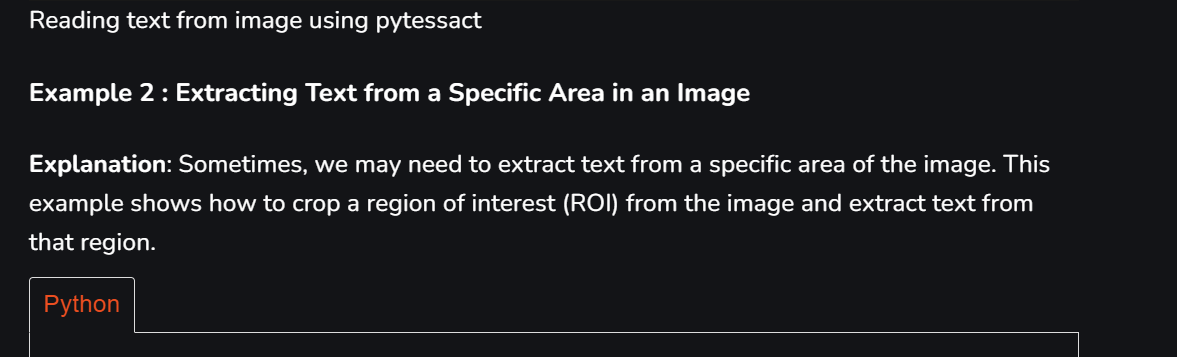 Reading text from image using pytessact
Example 2 : Extracting Text from a Specific Area in an Image
Explanation: Sometimes, we may need to extract text from a specific area of the image. This
example shows how to crop a region of interest (ROI) from the image and extract text from
that region.
Python